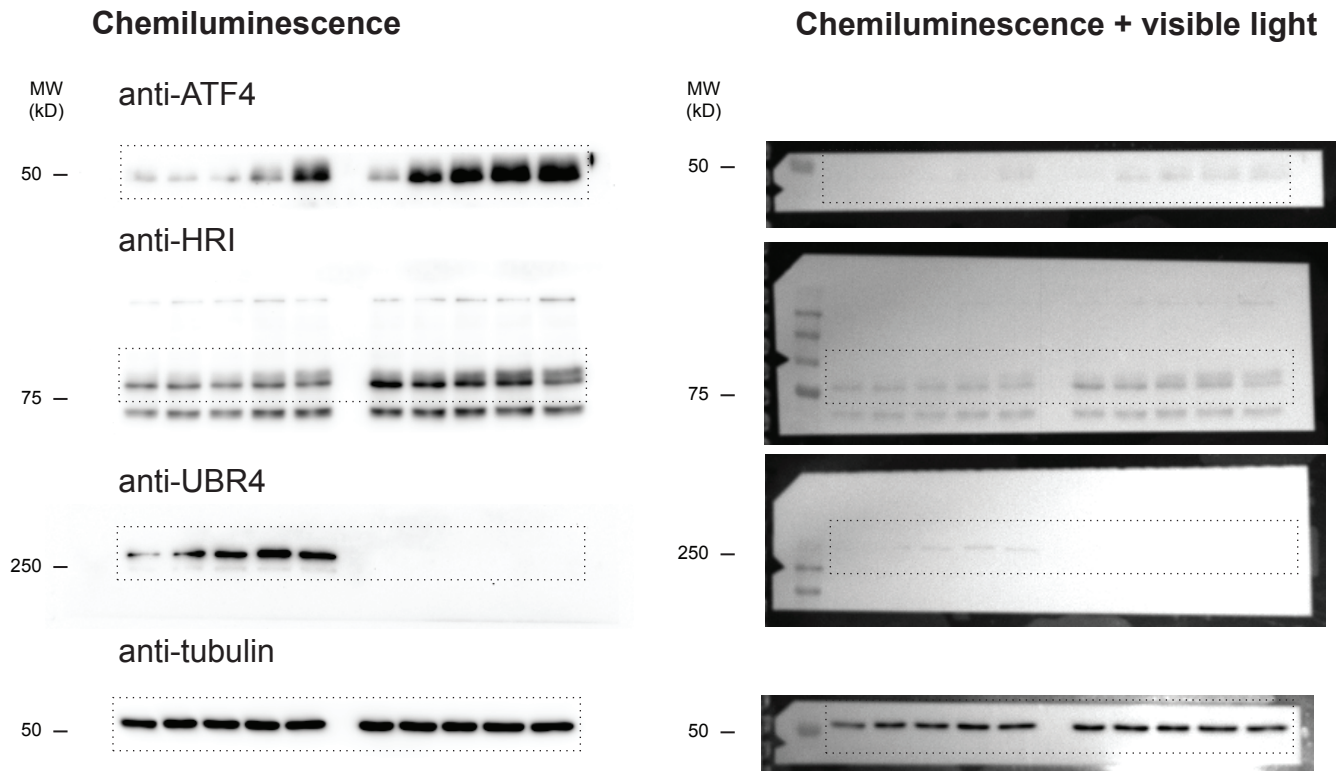 Chemiluminescence
Chemiluminescence + visible light
MW
(kD)
anti-ATF4
50
anti-HRI
75
anti-UBR4
250
anti-tubulin
50
MW
(kD)
50
75
250
50